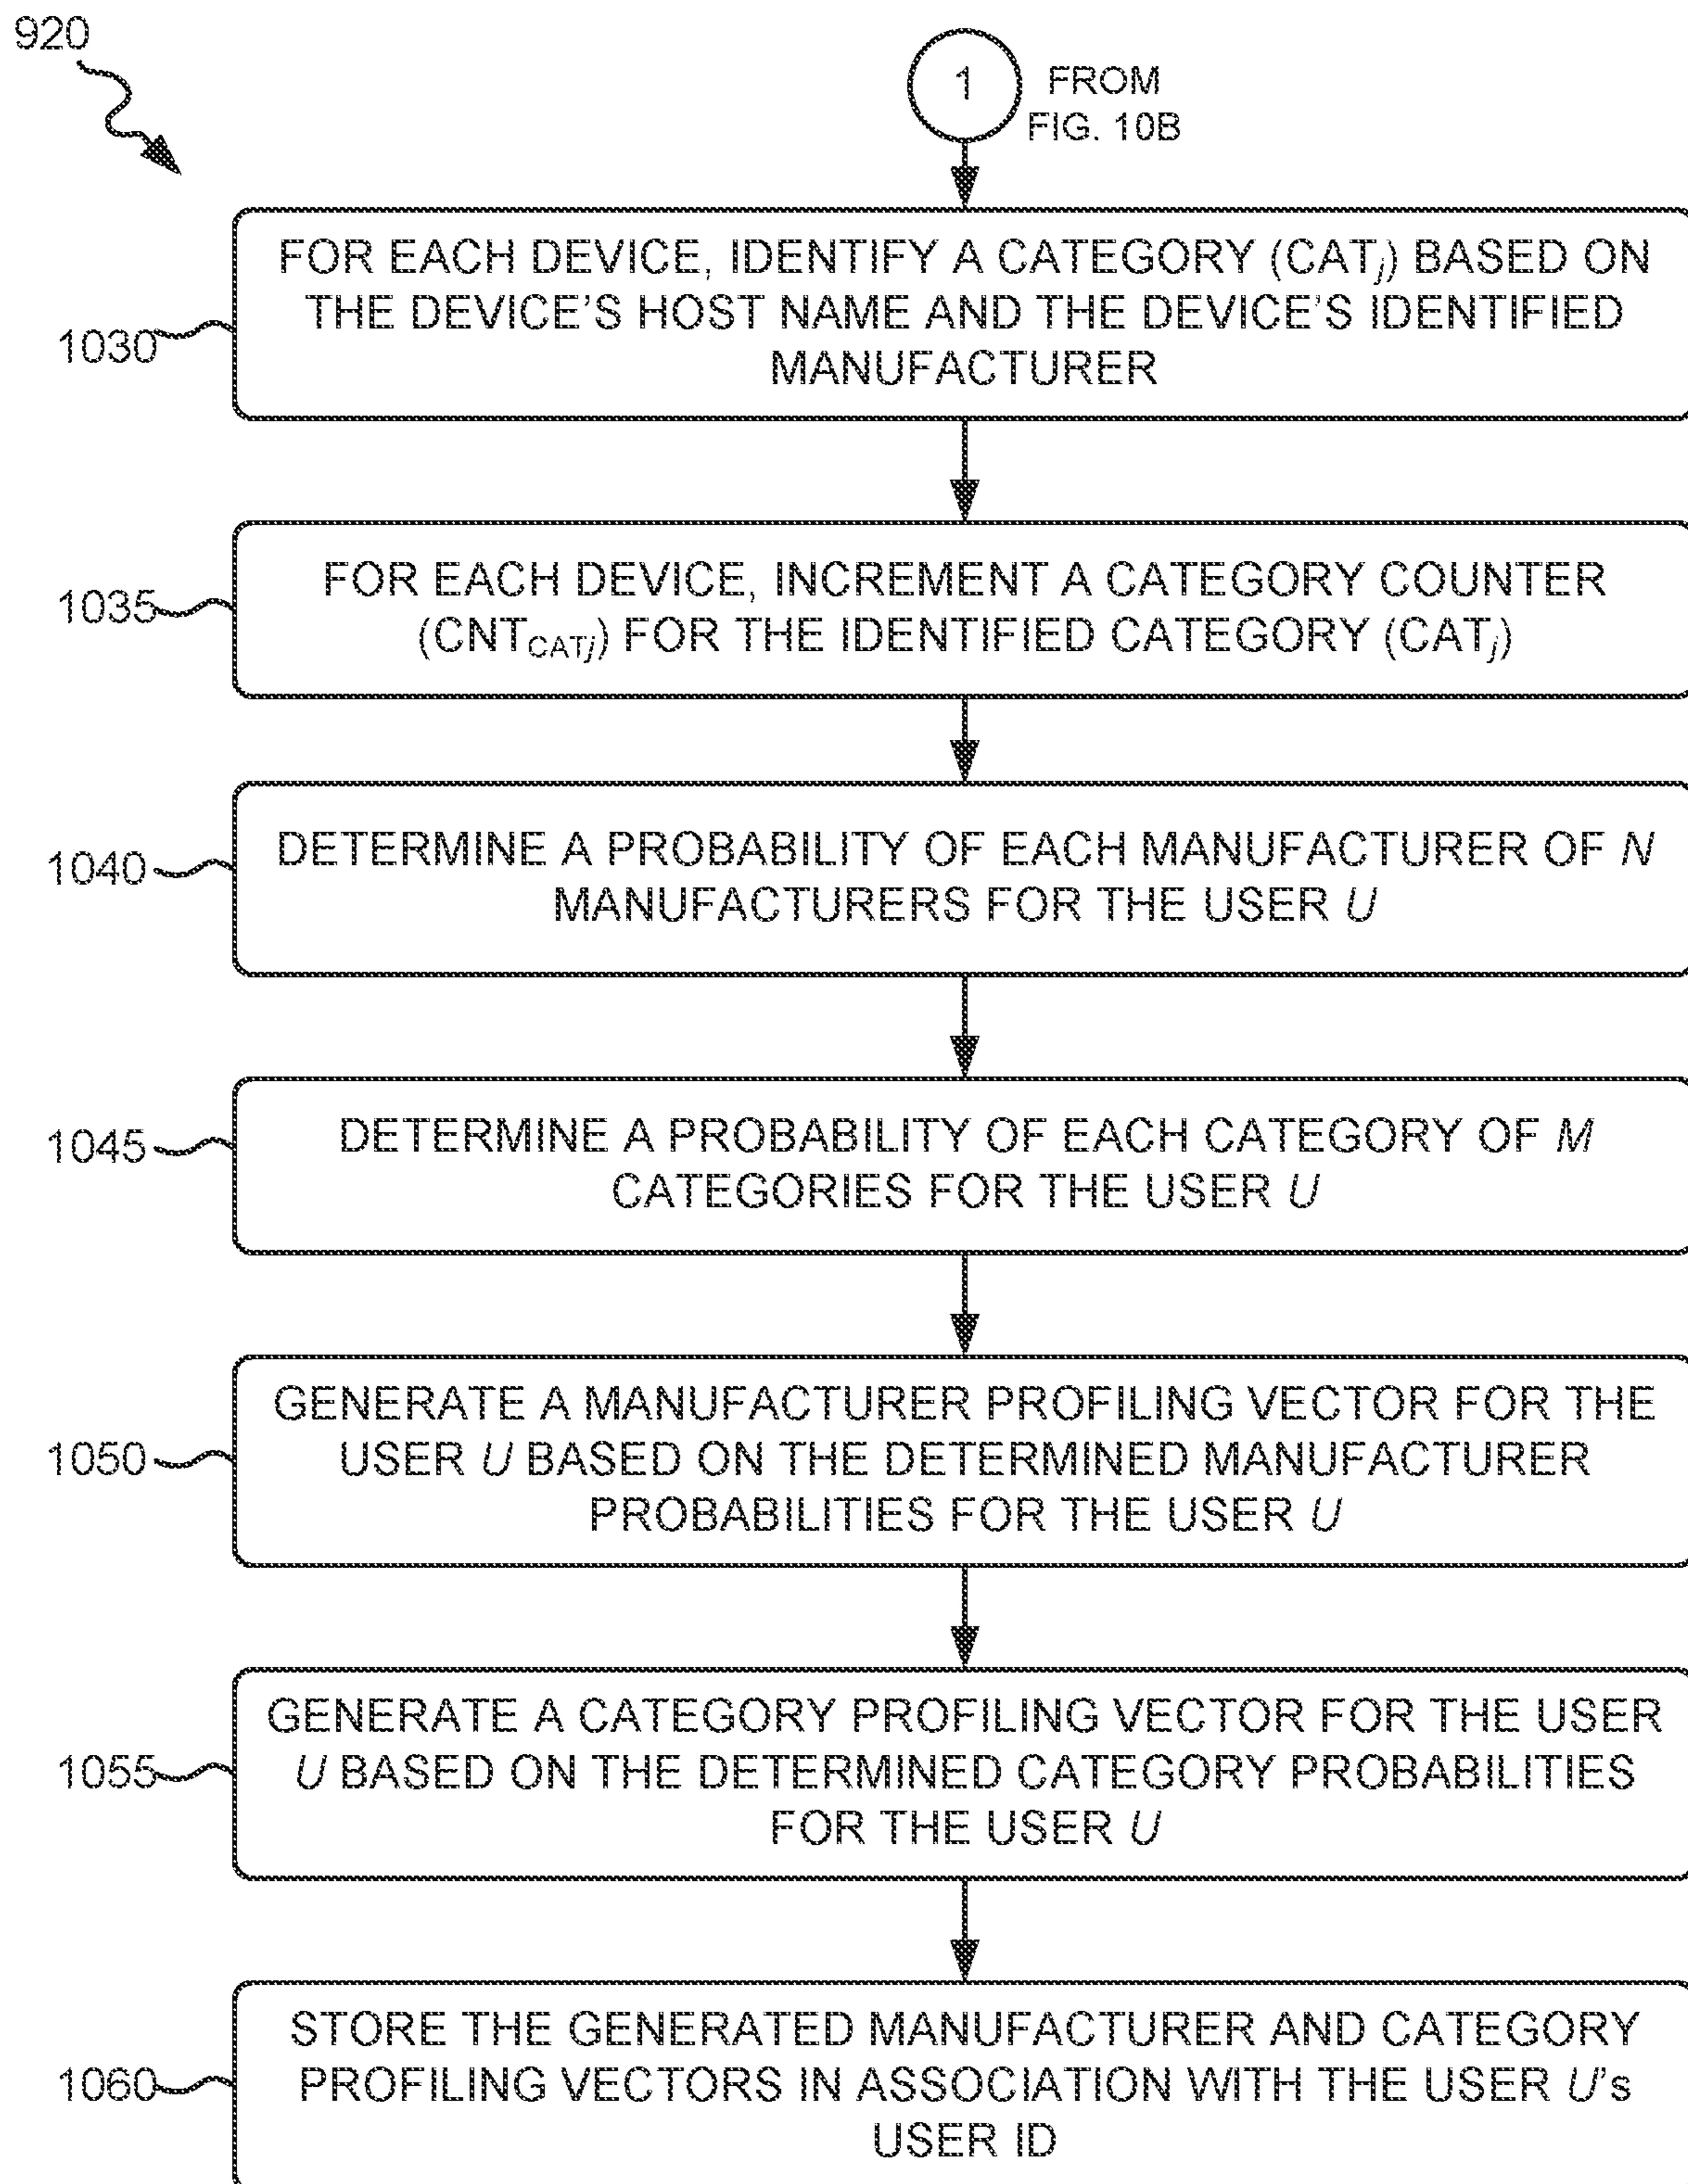 920
1 FROM
FIG. 10B
FOR EACH DEVICE, IDENTIFY A CATEGORY (CATj) BASED ON
THE DEVICE'S HOST NAME AND THE DEVICE'S IDENTIFIED
MANUFACTURER
1030
FOR EACH DEVICE, INCREMENT A CATEGORY COUNTER
(CNTCATj) FOR THE IDENTIFIED CATEGORY (CATj)
1035
DETERMINE A PROBABILITY OF EACH MANUFACTURER OF N
MANUFACTURERS FOR THE USER U
1040
DETERMINE A PROBABILITY OF EACH CATEGORY OF M
CATEGORIES FOR THE USER U
1045
GENERATE A MANUFACTURER PROFILING VECTOR FOR THE
USER U BASED ON THE DETERMINED MANUFACTURER
PROBABILITIES FOR THE USER U
1050
GENERATE A CATEGORY PROFILING VECTOR FOR THE USER
U BASED ON THE DETERMINED CATEGORY PROBABILITIES
FOR THE USER U
1055
STORE THE GENERATED MANUFACTURER AND CATEGORY
PROFILING VECTORS IN ASSOCIATION WITH THE USER U's
USER ID
1060